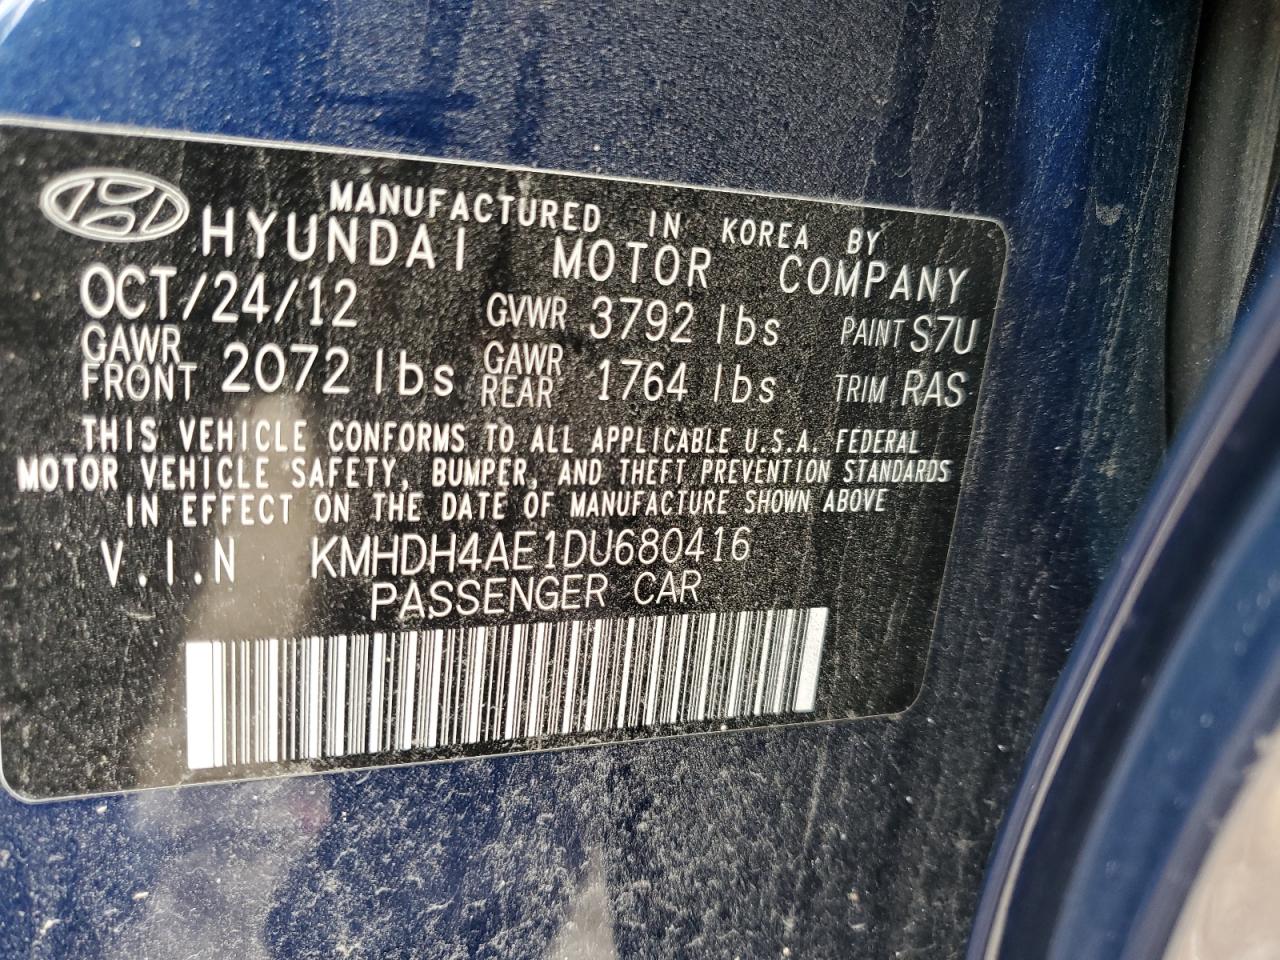 MANUFACTURED IN KOREA BY
HYUNDAI MOTOR COMPANY
OCT/24/12 GVWR 3792 lbs PAINT S7U
GAWR FRONT 2072 lbs GAWR REAR 1764 lbs TRIM RAS
THIS VEHICLE CONFORMS TO ALL APPLICABLE U.S.A. FEDERAL
MOTOR VEHICLE SAFETY, BUMPER, AND THEFT PREVENTION STANDARDS
IN EFFECT ON THE DATE OF MANUFACTURE SHOWN ABOVE
V.I.N KMHDH4AE1DU680416
PASSENGER CAR